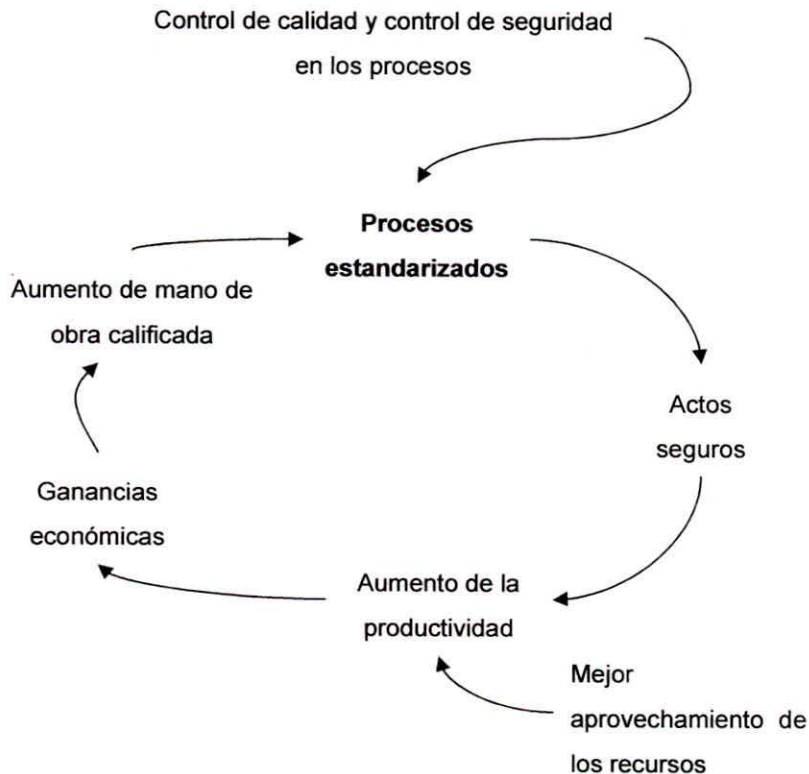 Control de calidad y control de seguridad
en los procesos
Procesos
estandarizados
Aumento de mano de
obra calificada
Actos
seguros
Ganancias
económicas
Aumento de la
productividad
Mejor
aprovechamiento de
los recursos